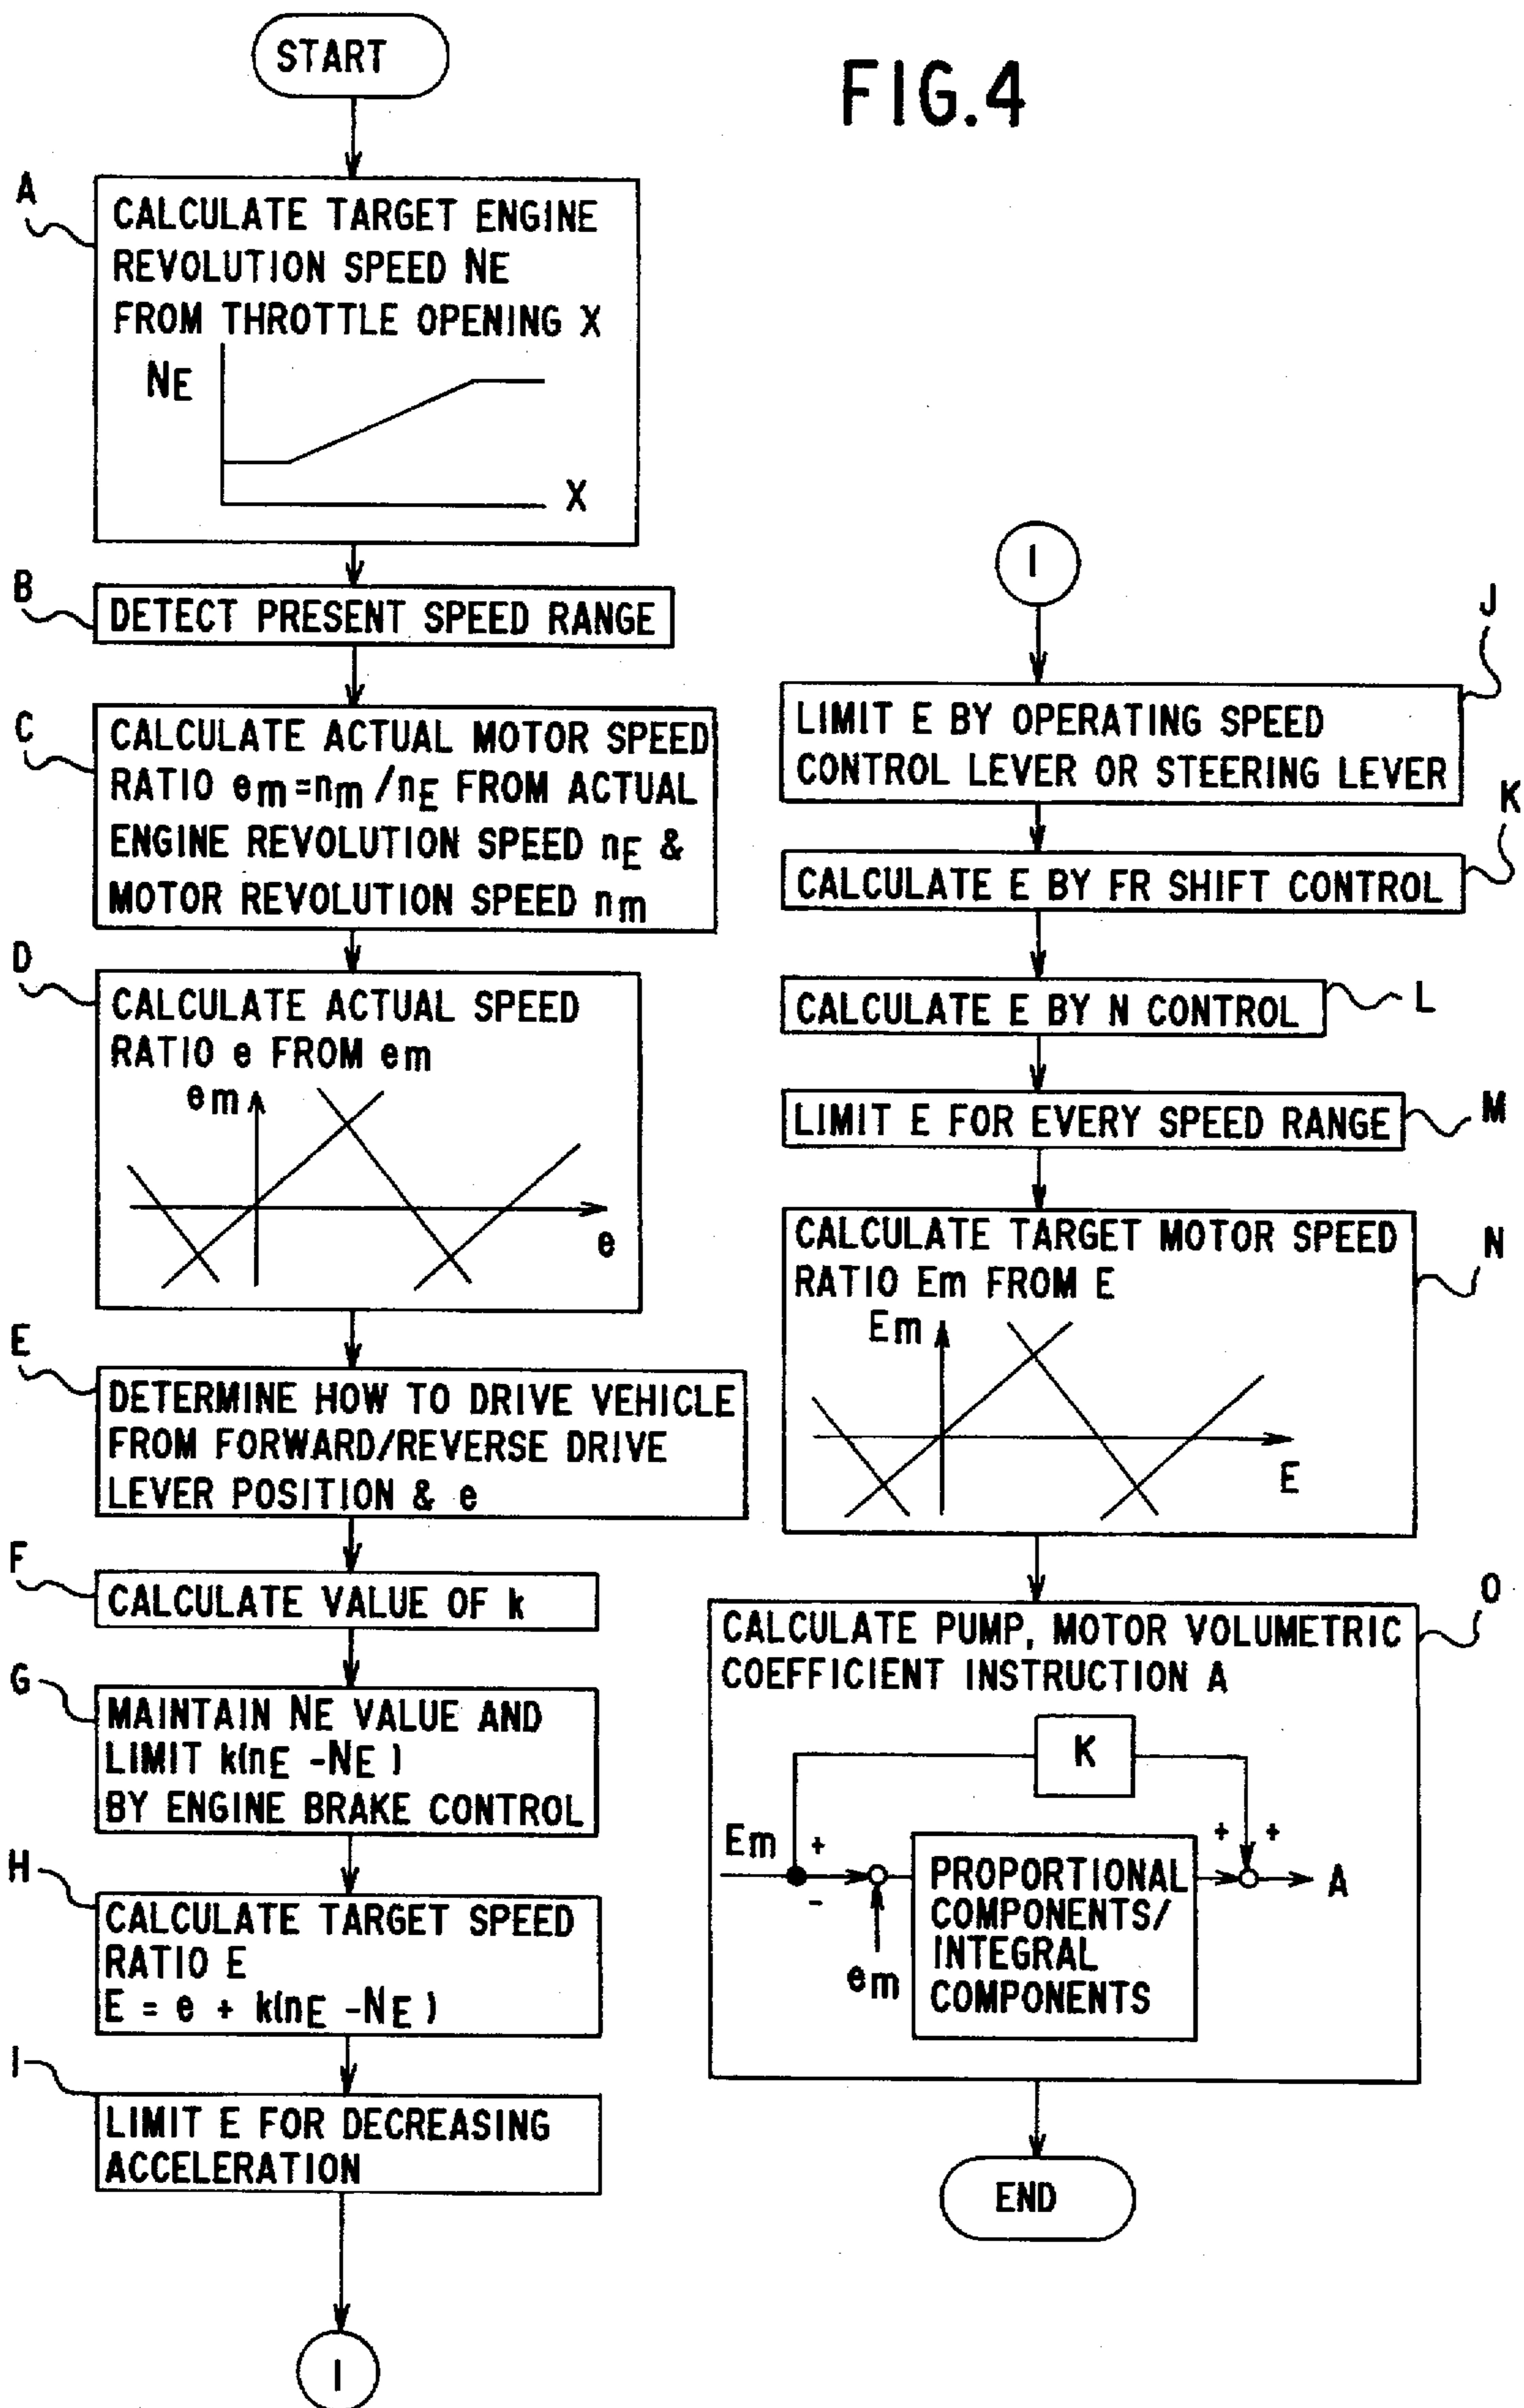 FIG.4
START
A
CALCULATE TARGET ENGINE
REVOLUTION SPEED NE
FROM THROTTLE OPENING X
NE
X
B
DETECT PRESENT SPEED RANGE
C
CALCULATE ACTUAL MOTOR SPEED
RATIO em=nm/nE FROM ACTUAL
ENGINE REVOLUTION SPEED nE &
MOTOR REVOLUTION SPEED nm
D
CALCULATE ACTUAL SPEED
RATIO e FROM em
em
e
E
DETERMINE HOW TO DRIVE VEHICLE
FROM FORWARD/REVERSE DRIVE
LEVER POSITION & e
F
CALCULATE VALUE OF k
G
MAINTAIN NE VALUE AND
LIMIT k(nE -NE)
BY ENGINE BRAKE CONTROL
H
CALCULATE TARGET SPEED
RATIO E
E = e + k(nE -NE)
I
LIMIT E FOR DECREASING
ACCELERATION
I
I
J
LIMIT E BY OPERATING SPEED
CONTROL LEVER OR STEERING LEVER
K
CALCULATE E BY FR SHIFT CONTROL
L
CALCULATE E BY N CONTROL
M
LIMIT E FOR EVERY SPEED RANGE
N
CALCULATE TARGET MOTOR SPEED
RATIO Em FROM E
Em
E
O
CALCULATE PUMP, MOTOR VOLUMETRIC
COEFFICIENT INSTRUCTION A
K
Em
+
-
em
PROPORTIONAL
COMPONENTS/
INTEGRAL
COMPONENTS
+ +
A
END